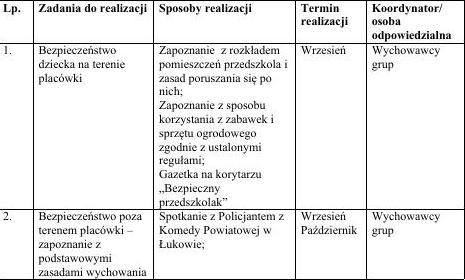 Lp.
Zadania do realizacji
Sposoby realizacji
Termin
realizacji
Koordynator/
osoba
odpowiedzialna
1.
Bezpieczeństwo
dziecka na terenie
placówki
Zapoznanie z rozkładem
pomieszczeń przedszkola i
zasad poruszania się po
nich;
Zapoznanie z sposobu
korzystania z zabawek i
sprzętu ogrodowego
zgodnie z ustalonymi
regułami;
Gazetka na korytarzu
„Bezpieczny
przedszkolak”
Wrzesień
Wychowawcy
grup
2.
Bezpieczeństwo poza
terenem placówki –
zapoznanie z
podstawowymi
zasadami wychowania
Spotkanie z Policjantem z
Komedy Powiatowej w
Łukowie;
Wrzesień
Październik
Wychowawcy
grup